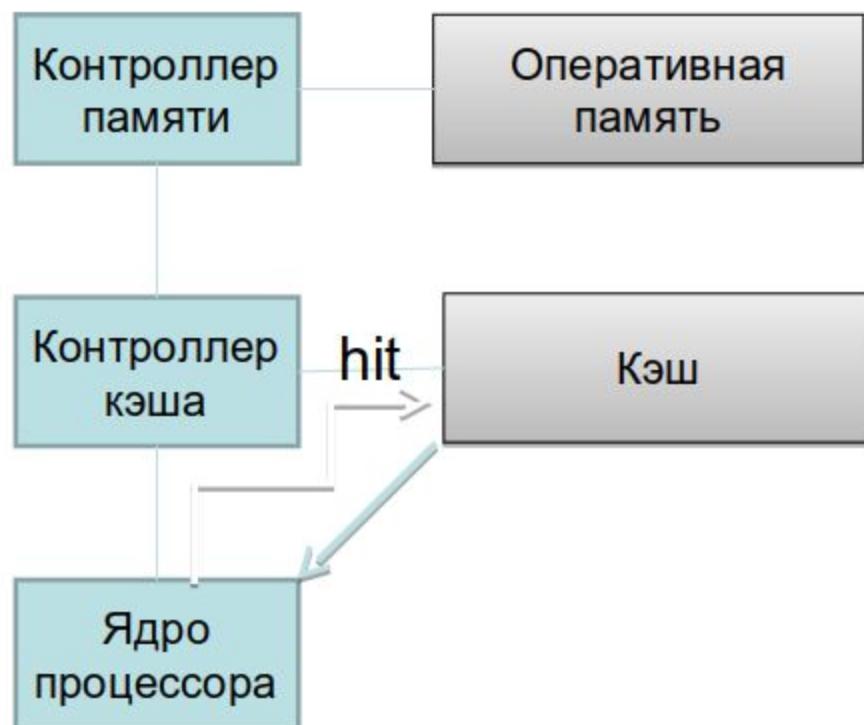 Контроллер
памяти
Оперативная
память
Контроллер
кэша
hit
Кэш
Ядро
процессора